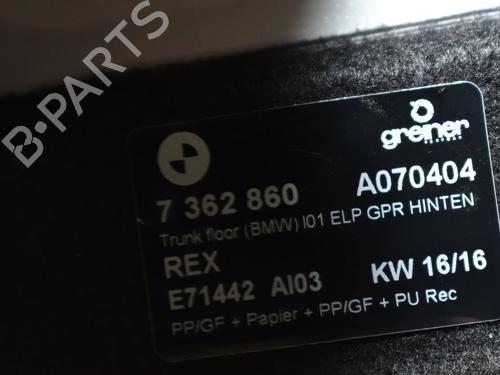 B-PARTS
greiner
7 362 860 A070404
Trunk floor (BMW) I01 ELP GPR HINTEN
REX
E71442 AI03 KW 16/16
PP/GF + Papier + PP/GF + PU Rec